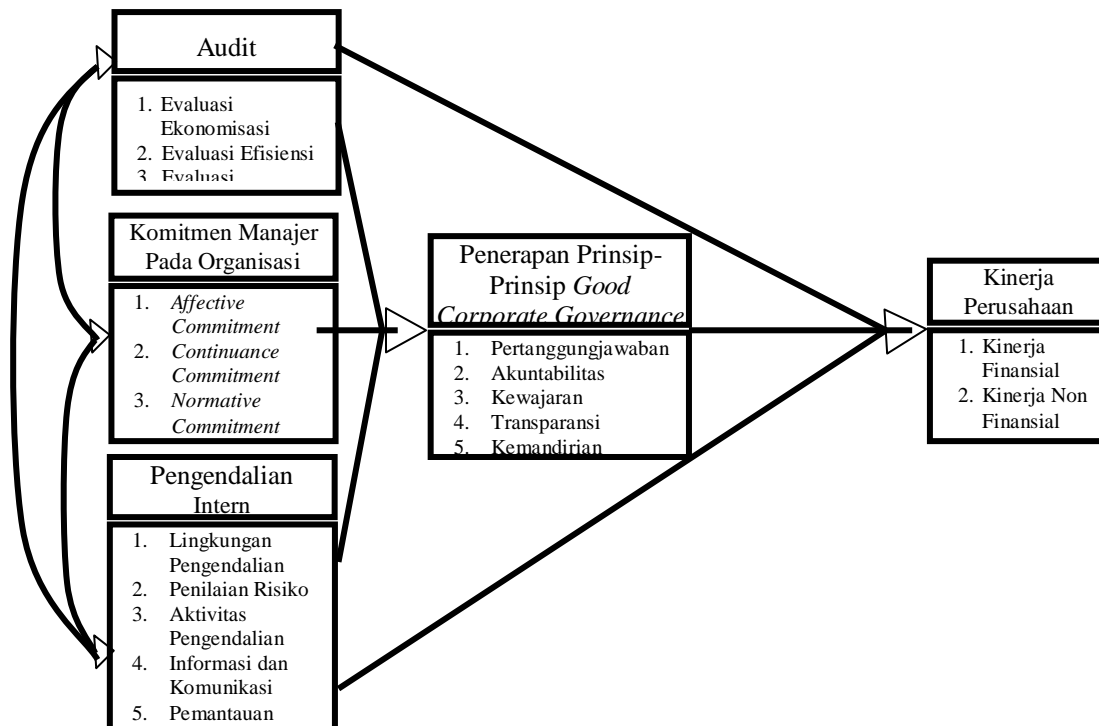 Audit
1. Evaluasi
Ekonomisasi
2. Evaluasi Efisiensi
3. Evaluasi
Komitmen Manajer
Pada Organisasi
1. Affective
Commitment
2. Continuance
Commitment
3. Normative
Commitment
Pengendalian
Intern
1. Lingkungan
Pengendalian
2. Penilaian Risiko
3. Aktivitas
Pengendalian
4. Informasi dan
Komunikasi
5. Pemantauan
Penerapan Prinsip-
Prinsip Good
Corporate Governance
1. Pertanggungjawaban
2. Akuntabilitas
3. Kewajaran
4. Transparansi
5. Kemandirian
Kinerja
Perusahaan
1. Kinerja
Finansial
2. Kinerja Non
Finansial